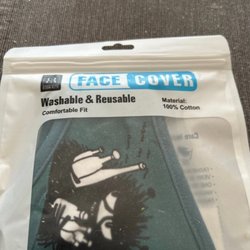 FACE COVER
Washable & Reusable
Comfortable Fit
Material:
100% Cotton